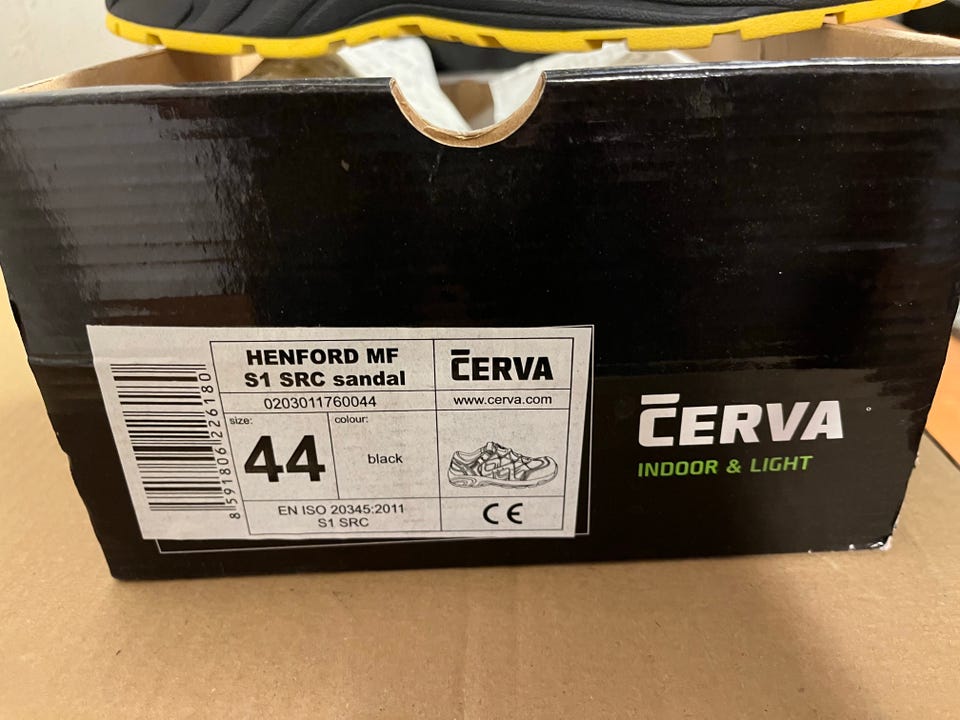 HENFORD MF
S1 SRC sandal
ČERVA
0203011760044
www.cerva.com
size:
44
colour:
black
EN ISO 20345:2011
S1 SRC
CE
8591806226180
ČERVA
INDOOR & LIGHT